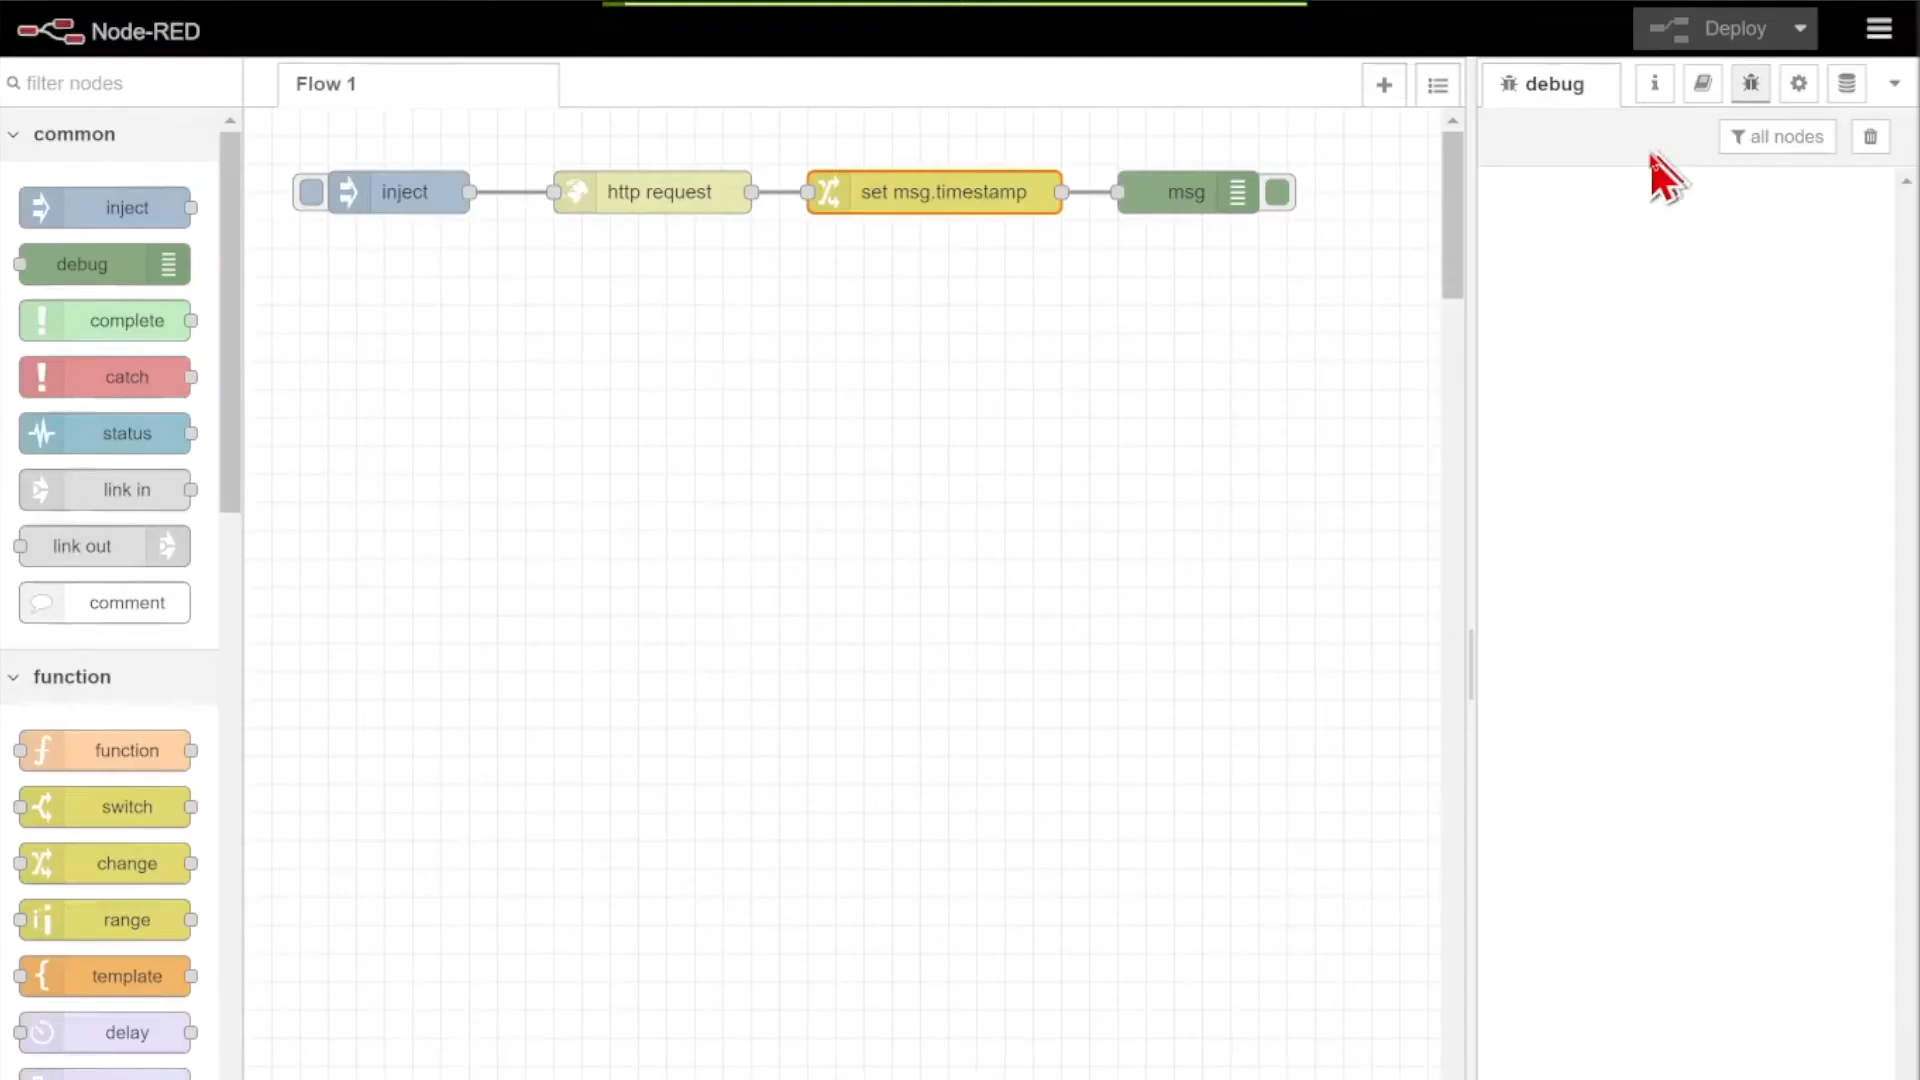 Node-RED
Deploy
filter nodes
Flow 1
debug
all nodes
common
inject
debug
complete
catch
status
link in
link out
comment
function
function
switch
change
range
template
delay
inject
http request
set msg.timestamp
msg